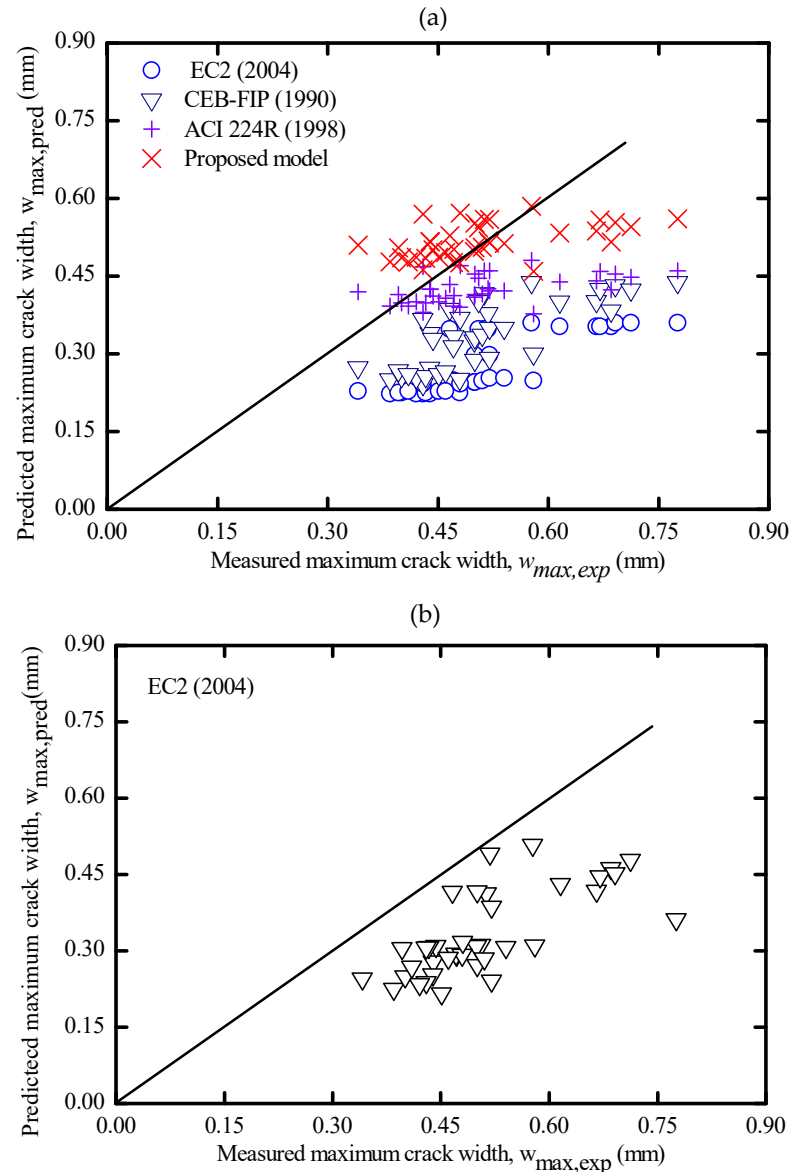 (a)
0.90
0.75
0.60
0.45
0.30
0.15
0.00
Predicted maximum crack width, wmax,pred (mm)
EC2 (2004)
CEB-FIP (1990)
ACI 224R (1998)
Proposed model
0.00 0.15 0.30 0.45 0.60 0.75 0.90
Measured maximum crack width, wmax,exp (mm)
(b)
0.90
0.75
0.60
0.45
0.30
0.15
0.00
Predicteed maximum crack width, wmax,pred(mm)
EC2 (2004)
0.00 0.15 0.30 0.45 0.60 0.75 0.90
Measured maximum crack width, wmax,exp (mm)